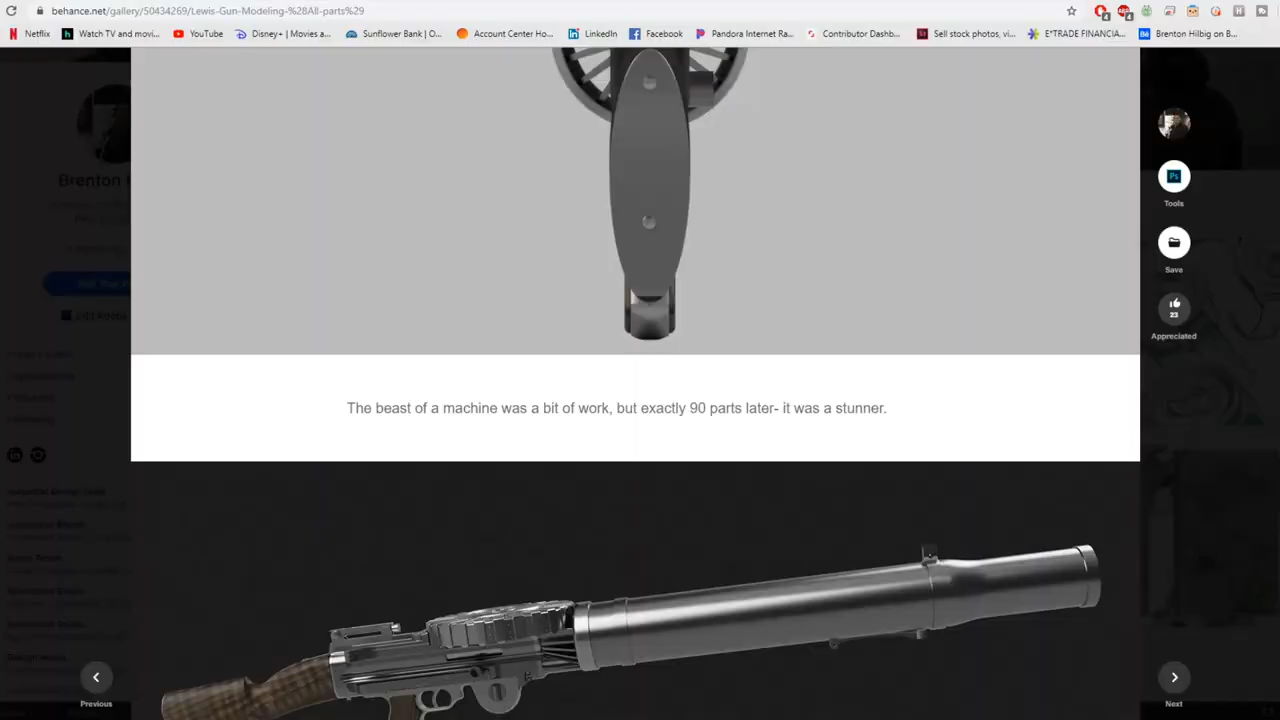 behance.net/gallery/50434269/Lewis-Gun-Modeling-%28All-parts%29
Netflix
Watch TV and movi...
YouTube
Disney+ | Movies a...
Sunflower Bank | O...
Account Center Ho...
LinkedIn
Facebook
Pandora Internet Ra...
Contributor Dashb...
Sell stock photos, vi...
E*TRADE FINANCIA...
Brenton Hilbig on B...
Brenton
Ps
Tools
Save
23
Appreciated
The beast of a machine was a bit of work, but exactly 90 parts later- it was a stunner.
Previous
Next